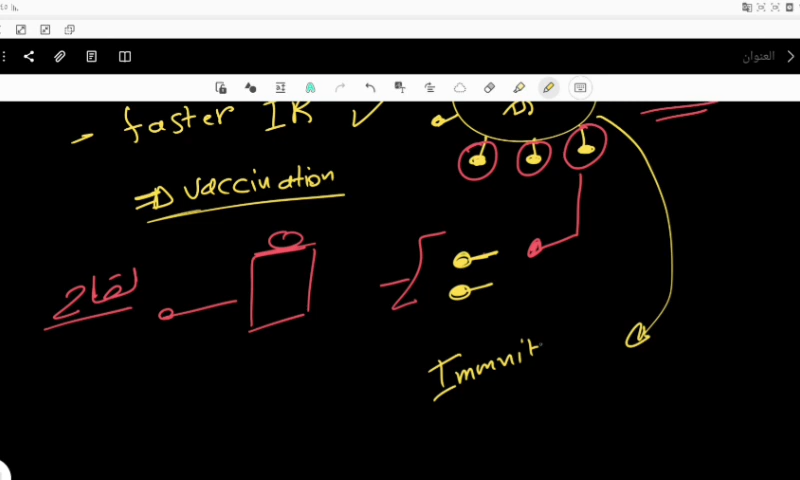 العنوان
- faster IR ✓
⇒ vaccination
لقاح
Immunit